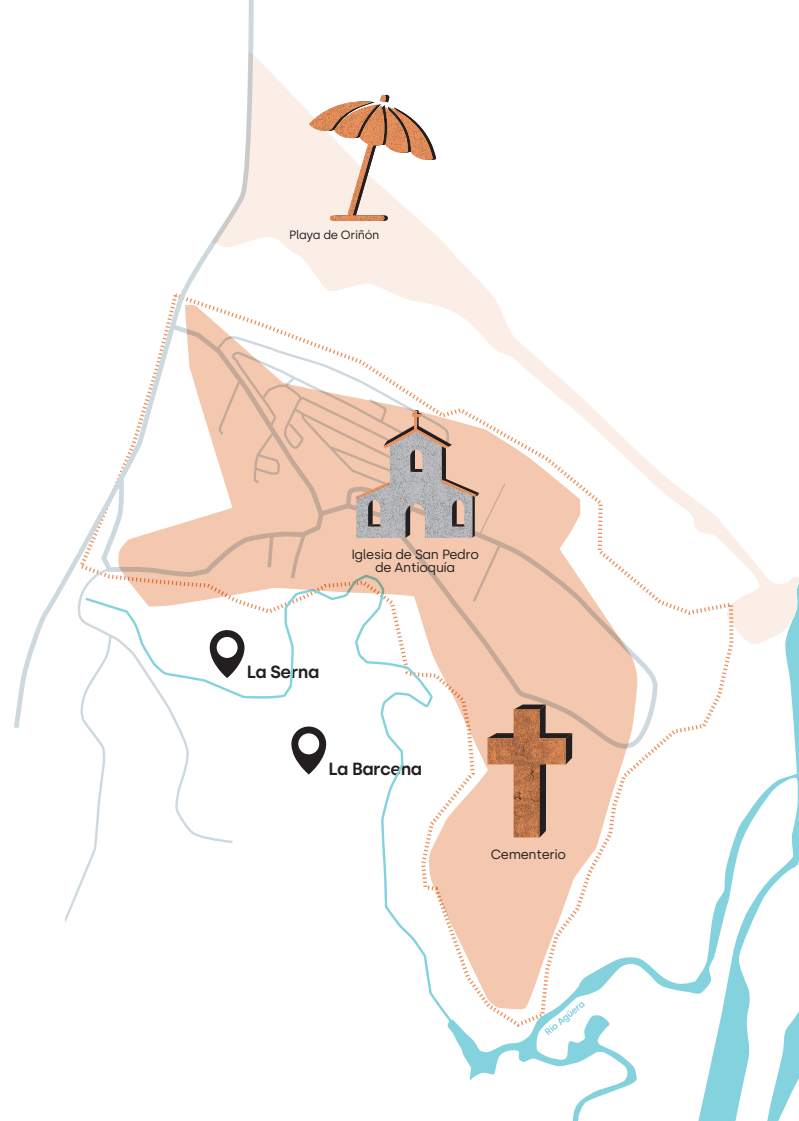 Playa de Oriñón
Iglesia de San Pedro
de Antioquía
La Serna
La Barcena
Cementerio
Río Agüera